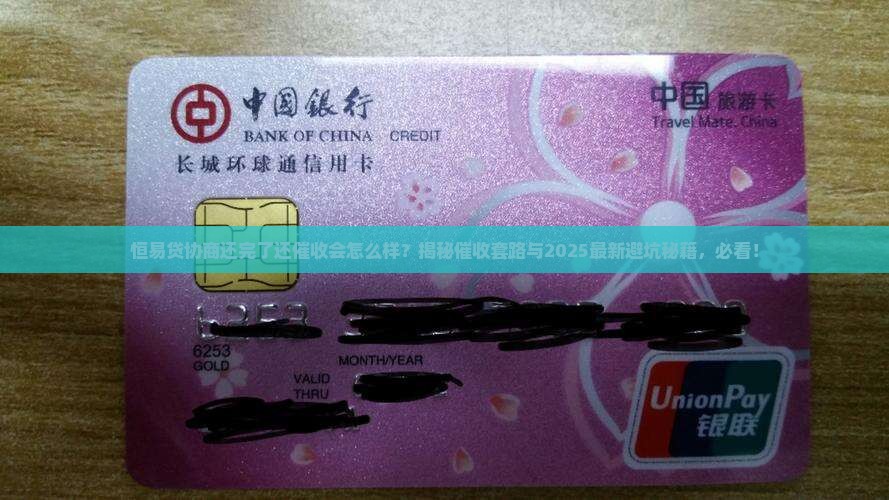 中国銀行
BANK OF CHINA CREDIT
长城环球通信用卡
中国 旅游卡
Travel Mate. China
恒易贷协商还完了还催收会怎么样？揭秘催收套路与2025最新避坑秘籍，必看！
6253
6253
GOLD
MONTH/YEAR
VALID
THRU
UnionPay
银联